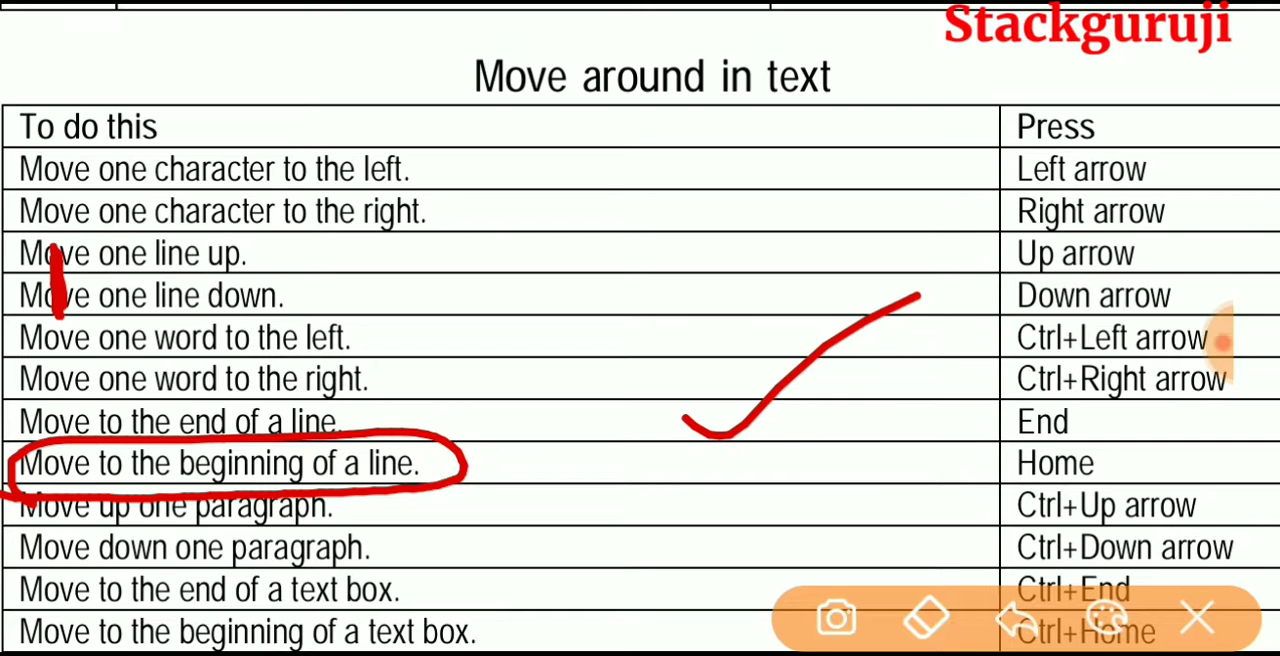 Stackguruji
Move around in text
To do this Press
Move one character to the left. Left arrow
Move one character to the right. Right arrow
Move one line up. Up arrow
Move one line down. Down arrow
Move one word to the left. Ctrl+Left arrow
Move one word to the right. Ctrl+Right arrow
Move to the end of a line. End
Move to the beginning of a line. Home
Move up one paragraph. Ctrl+Up arrow
Move down one paragraph. Ctrl+Down arrow
Move to the end of a text box. Ctrl+End
Move to the beginning of a text box. Ctrl+Home